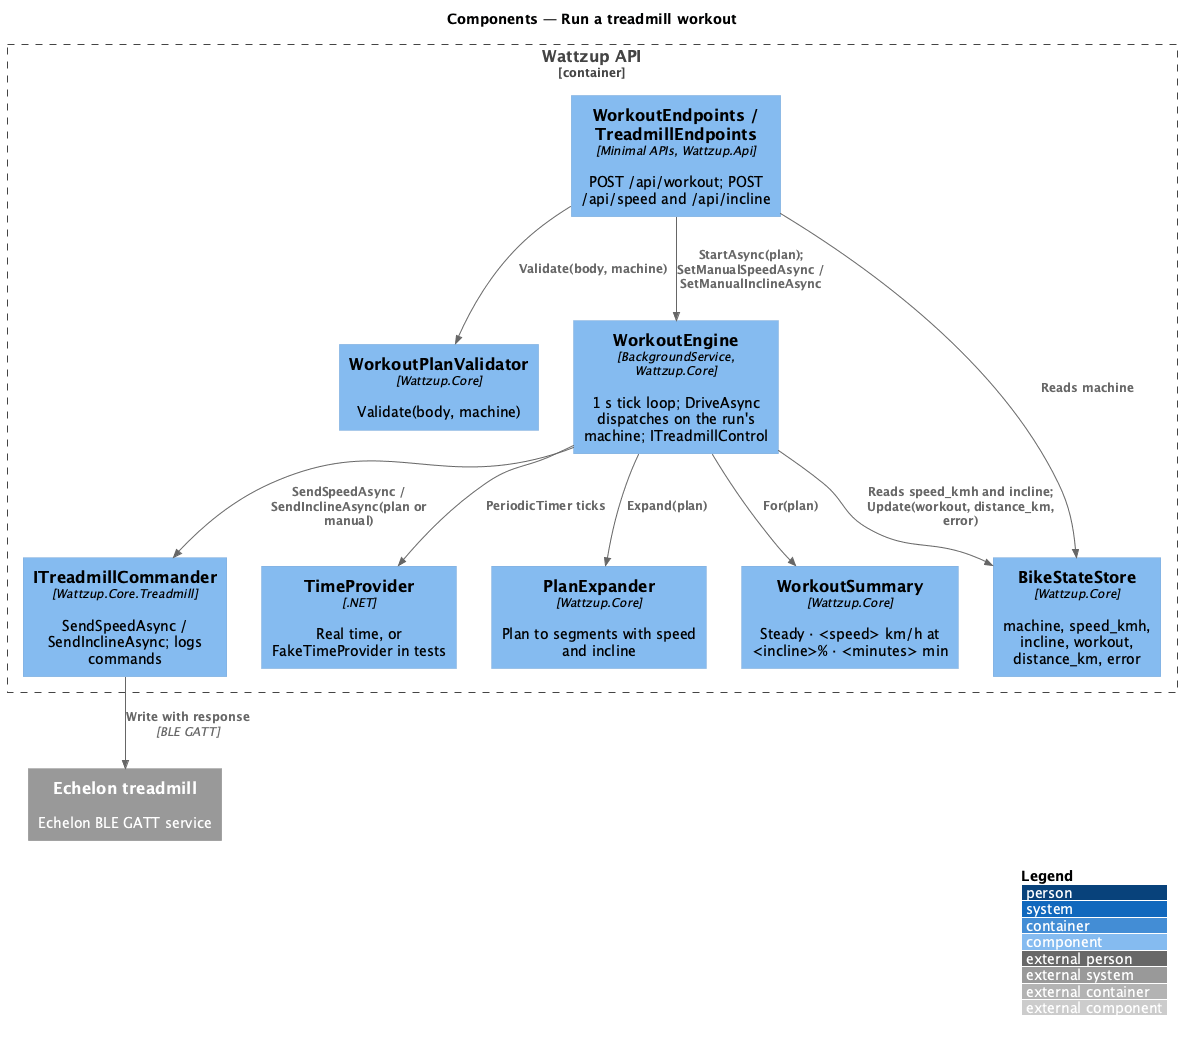 Components — Run a treadmill workout
Wattzup API
[container]
WorkoutEndpoints /
TreadmillEndpoints
[Minimal APIs, Wattzup.Api]
POST /api/workout; POST
/api/speed and /api/incline
Validate(body, machine)
StartAsync(plan);
SetManualSpeedAsync /
SetManualInclineAsync
Reads machine
WorkoutPlanValidator
[Wattzup.Core]
Validate(body, machine)
WorkoutEngine
[BackgroundService,
Wattzup.Core]
1 s tick loop; DriveAsync
dispatches on the run's
machine; ITreadmillControl
SendSpeedAsync /
SendInclineAsync(plan or
manual)
PeriodicTimer ticks
Expand(plan)
For(plan)
Reads speed_kmh and incline;
Update(workout, distance_km,
error)
ITreadmillCommander
[Wattzup.Core.Treadmill]
SendSpeedAsync /
SendInclineAsync; logs
commands
TimeProvider
[.NET]
Real time, or
FakeTimeProvider in tests
PlanExpander
[Wattzup.Core]
Plan to segments with speed
and incline
WorkoutSummary
[Wattzup.Core]
Steady · <speed> km/h at
<incline>% · <minutes> min
BikeStateStore
[Wattzup.Core]
machine, speed_kmh,
incline, workout,
distance_km, error
Write with response
[BLE GATT]
Echelon treadmill
Echelon BLE GATT service
Legend
person
system
container
component
external person
external system
external container
external component